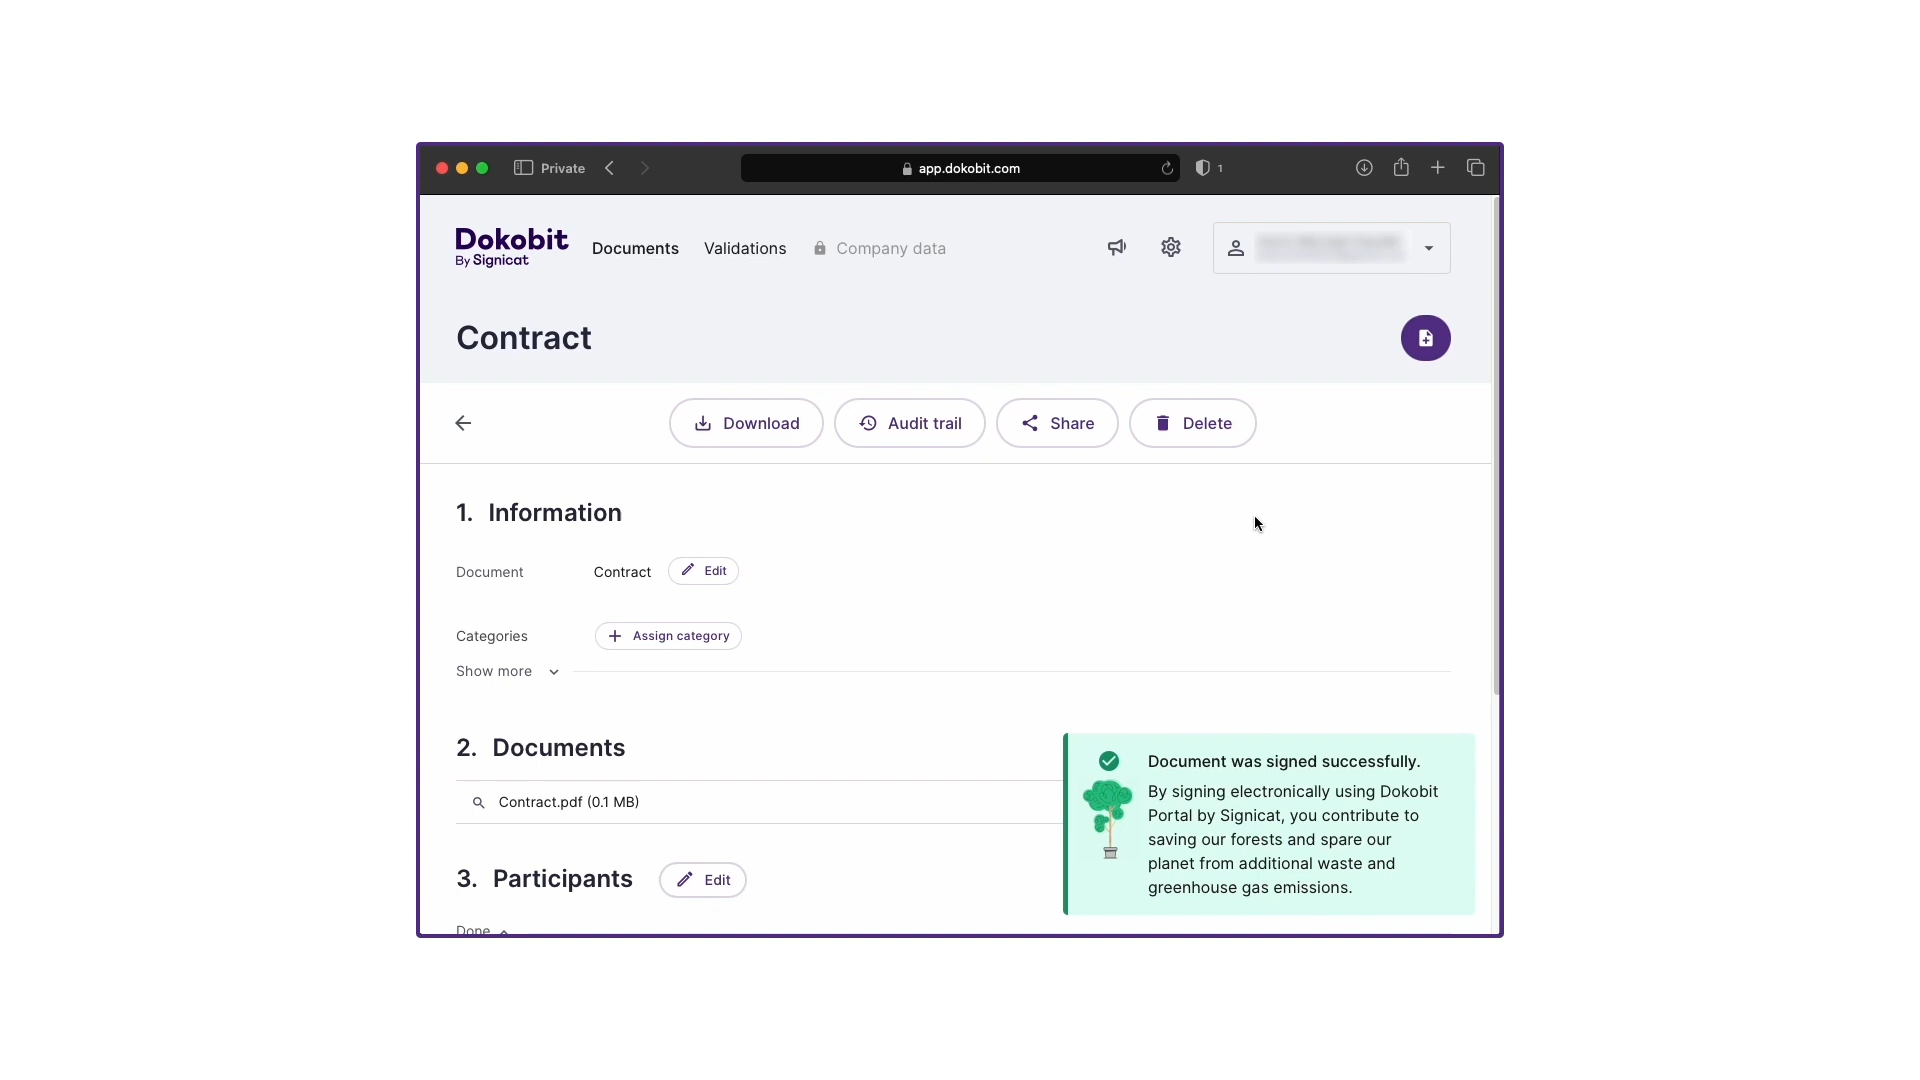 Private
app.dokobit.com
1
Dokobit
By Signicat
Documents
Validations
Company data
Contract
Download
Audit trail
Share
Delete
1. Information
Document
Contract
Edit
Categories
Assign category
Show more
2. Documents
Contract.pdf (0.1 MB)
Document was signed successfully.
By signing electronically using Dokobit
Portal by Signicat, you contribute to
saving our forests and spare our
planet from additional waste and
greenhouse gas emissions.
3. Participants
Edit
Done